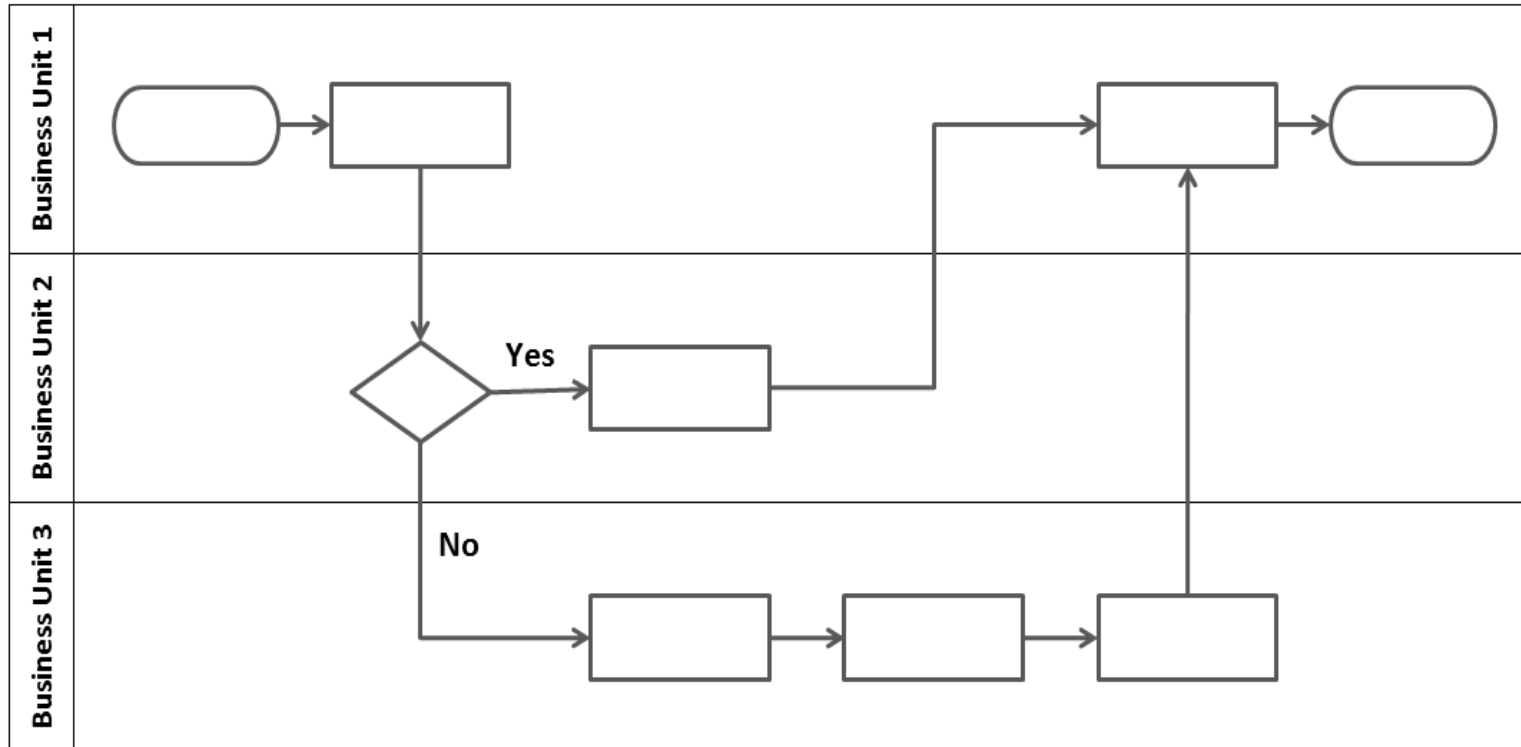 Business Unit 1
Business Unit 2
Yes
Business Unit 3
No